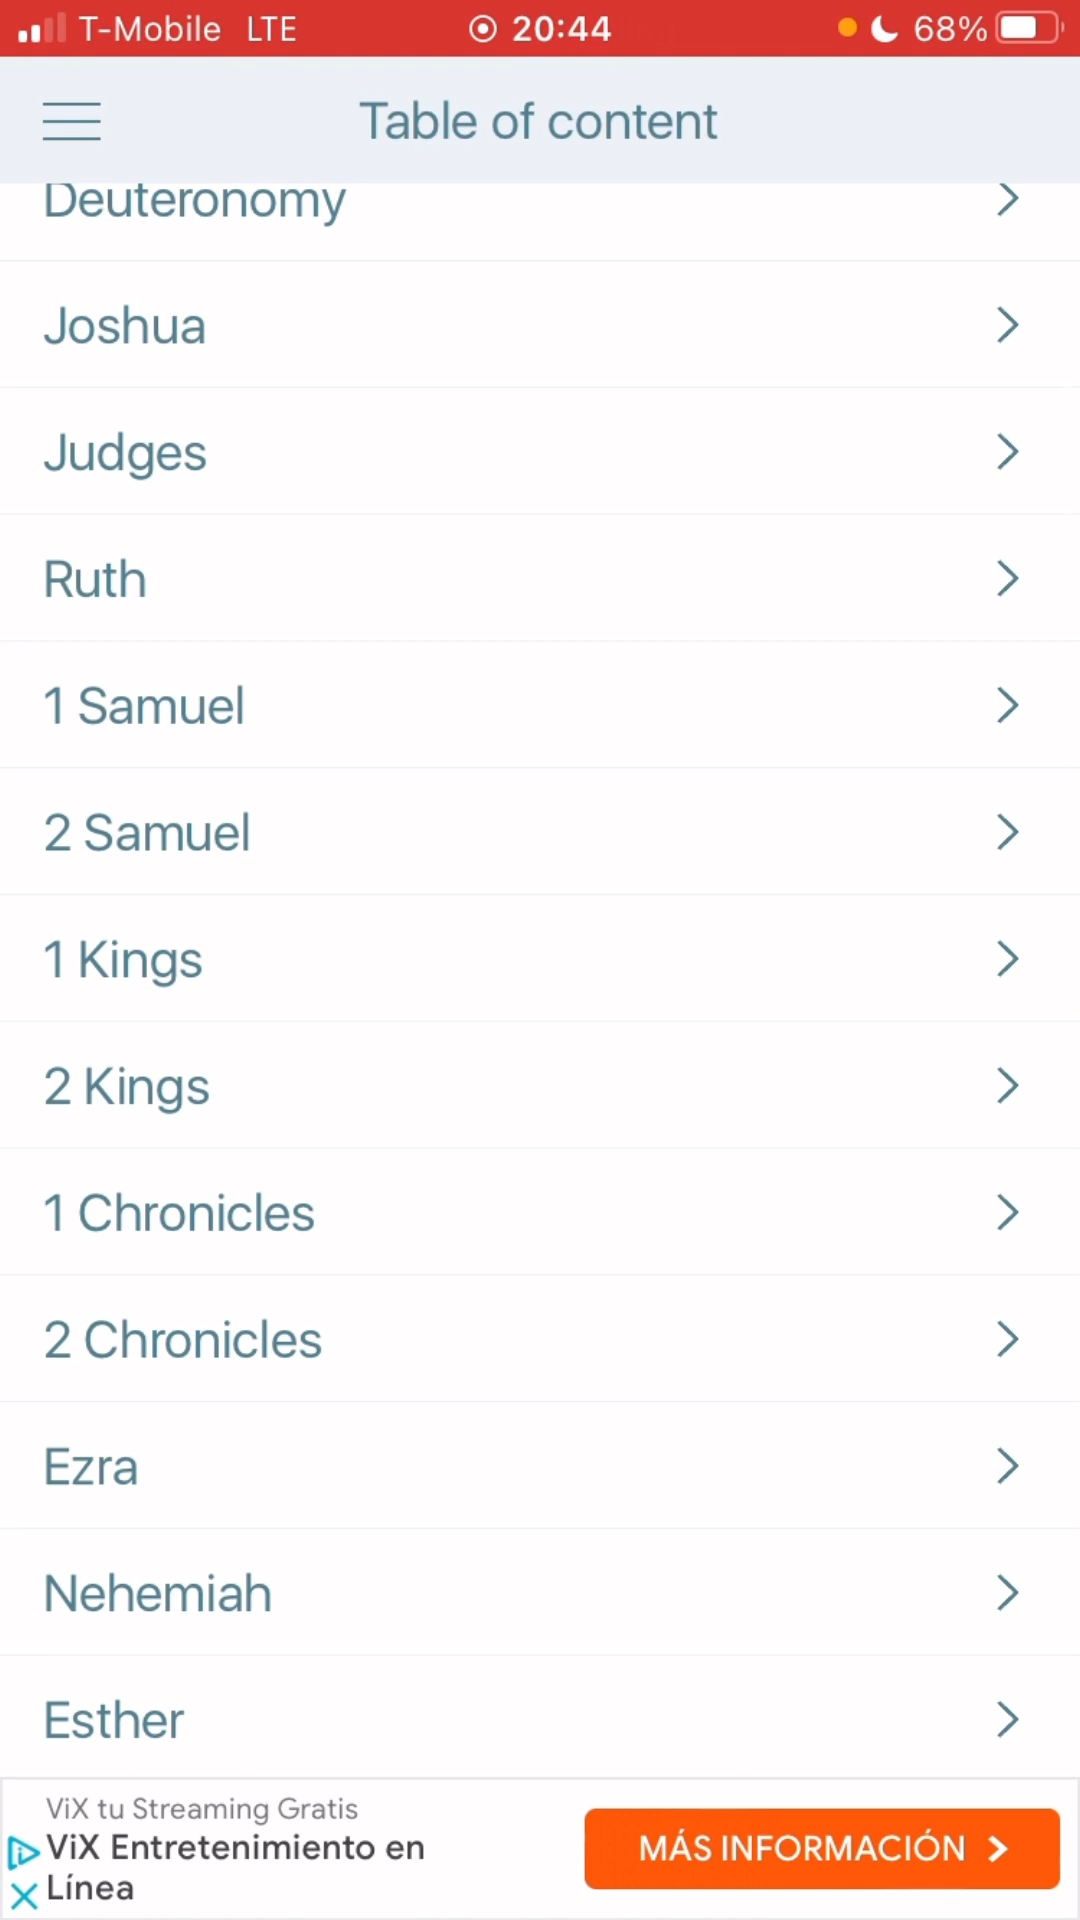 T-Mobile LTE 20:44 68%
Table of content
Deuteronomy
Joshua
Judges
Ruth
1 Samuel
2 Samuel
1 Kings
2 Kings
1 Chronicles
2 Chronicles
Ezra
Nehemiah
Esther
ViX tu Streaming Gratis
ViX Entretenimiento en
Línea
MÁS INFORMACIÓN